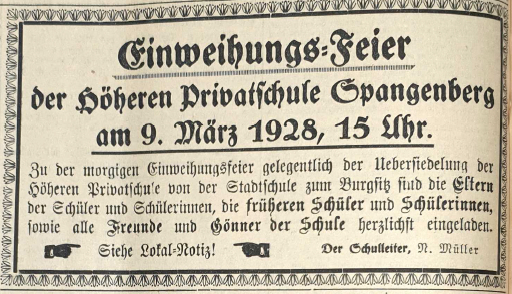 Einweihungs-Feier
der Höheren Privatschule Spangenberg
am 9. März 1928, 15 Uhr.
Zu der morgigen Einweihungsfeier gelegentlich der Uebersiedelung der
Höheren Privatschule von der Stadtschule zum Burgsitz sind die Eltern
der Schüler und Schülerinnen, die früheren Schüler und Schülerinnen,
sowie alle Freunde und Gönner der Schule herzlichst eingeladen.
Siehe Lokal-Notiz! Der Schulleiter, N. Müller